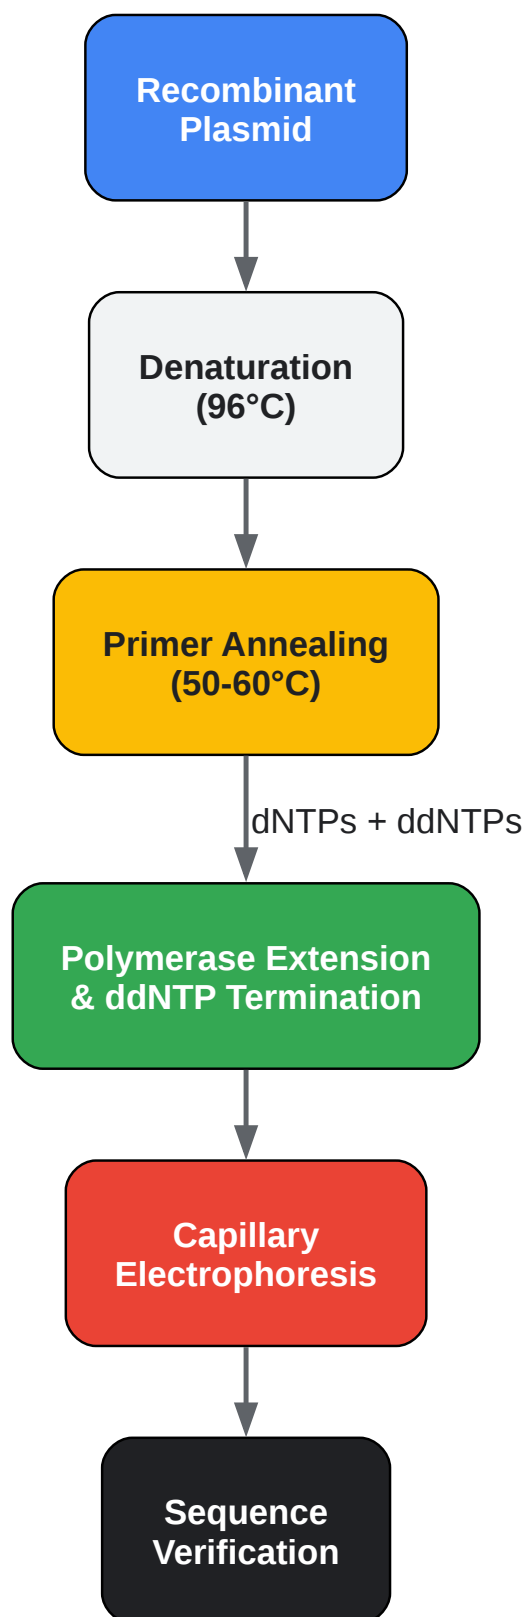 Recombinant
Plasmid
Denaturation
(96°C)
Primer Annealing
(50-60°C)
dNTPs + ddNTPs
Polymerase Extension
& ddNTP Termination
Capillary
Electrophoresis
Sequence
Verification